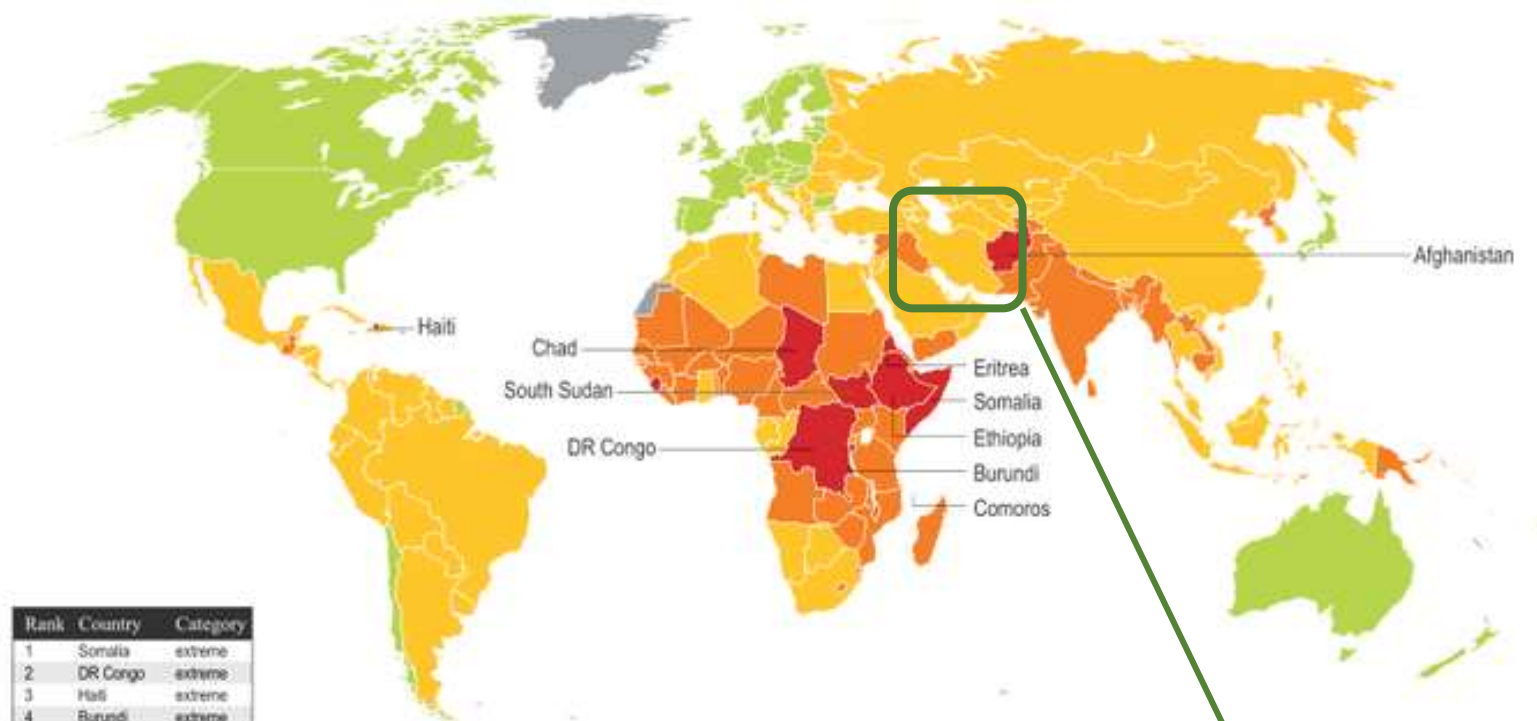 Afghanistan
Haiti
Chad
Eritrea
South Sudan
Somalia
Ethiopia
DR Congo
Burundi
Comoros
Rank Country Category
1 Somalia extreme
2 DR Congo extreme
3 Haiti extreme
4 Burundi extreme